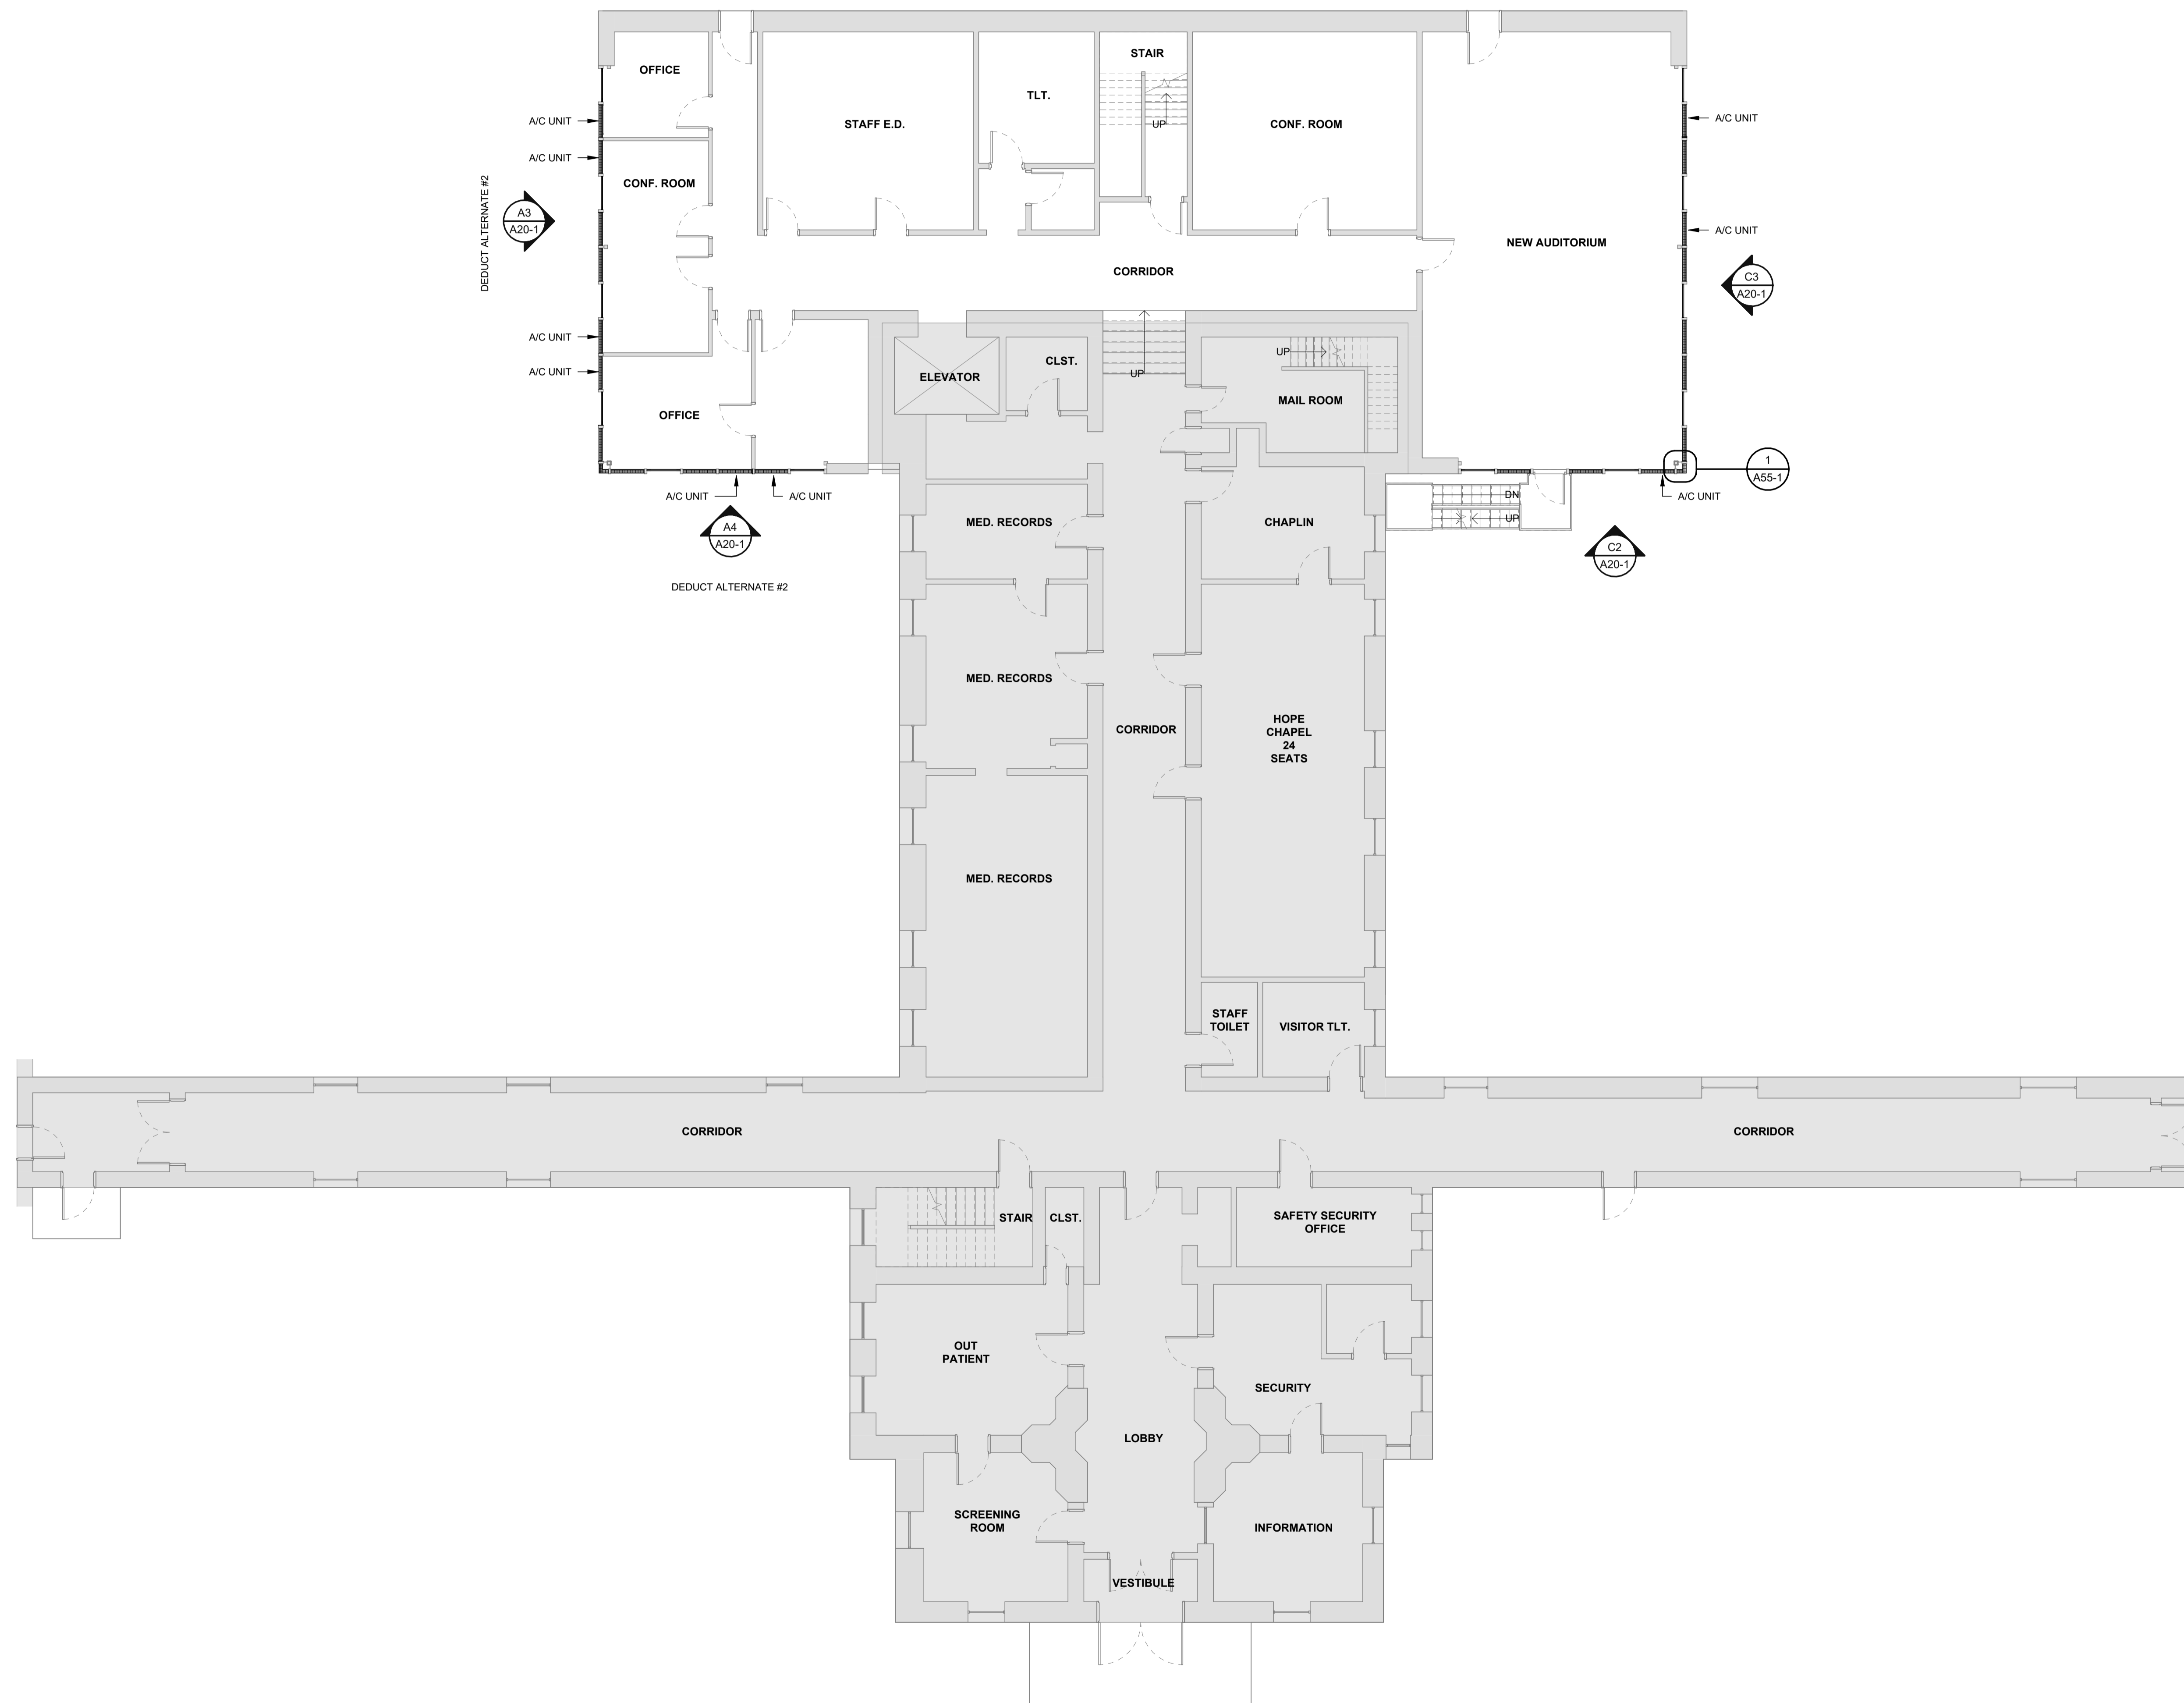 STAIR
OFFICE
TLT.
A/C UNIT
A/C UNIT
STAFF E.D.
UP
CONF. ROOM
A/C UNIT
CONF. ROOM
DEDUCT ALTERNATE #2
A3
A20-1
A/C UNIT
NEW AUDITORIUM
CORRIDOR
C3
A20-1
A/C UNIT
UP
CLST.
A/C UNIT
ELEVATOR
UP
MAIL ROOM
OFFICE
1
A55-1
A/C UNIT
A/C UNIT
DN
A/C UNIT
MED. RECORDS
CHAPLIN
UP
A4
A20-1
C2
A20-1
DEDUCT ALTERNATE #2
MED. RECORDS
CORRIDOR
HOPE
CHAPEL
24
SEATS
MED. RECORDS
STAFF
TOILET
VISITOR TLT.
CORRIDOR
CORRIDOR
STAIR
CLST.
SAFETY SECURITY
OFFICE
OUT
PATIENT
SECURITY
LOBBY
SCREENING
ROOM
INFORMATION
VESTIBULE